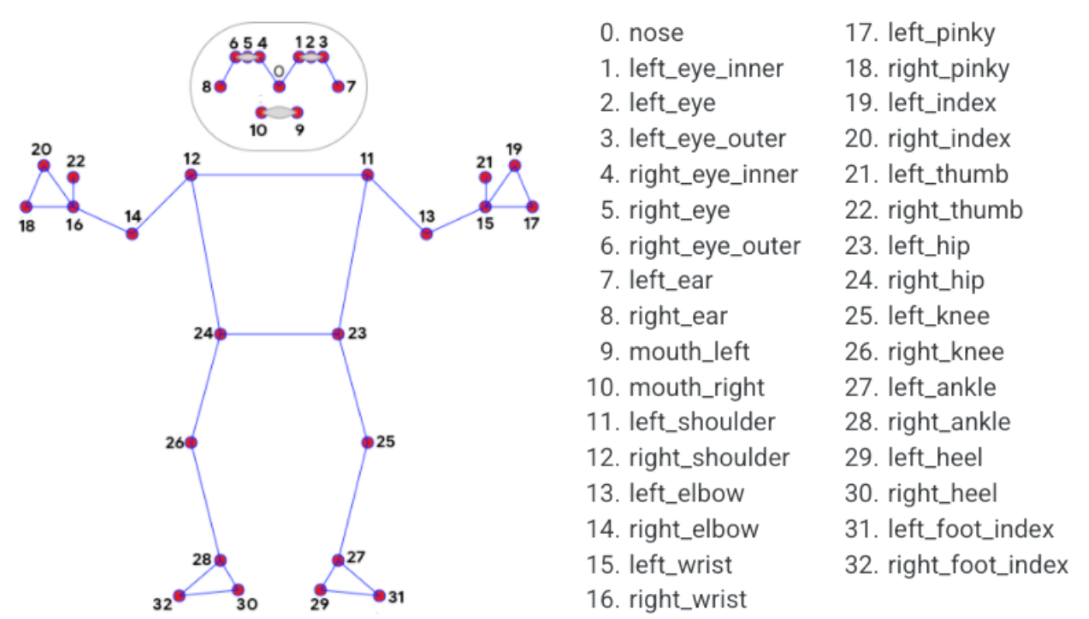 6 5 4 1 2 3
0
8 7
10 9
20 22 12 11 21 19
14 13
18 16 15 17
24 23
26 25
28 27
32 30 29 31
0. nose
1. left_eye_inner
2. left_eye
3. left_eye_outer
4. right_eye_inner
5. right_eye
6. right_eye_outer
7. left_ear
8. right_ear
9. mouth_left
10. mouth_right
11. left_shoulder
12. right_shoulder
13. left_elbow
14. right_elbow
15. left_wrist
16. right_wrist
17. left_pinky
18. right_pinky
19. left_index
20. right_index
21. left_thumb
22. right_thumb
23. left_hip
24. right_hip
25. left_knee
26. right_knee
27. left_ankle
28. right_ankle
29. left_heel
30. right_heel
31. left_foot_index
32. right_foot_index